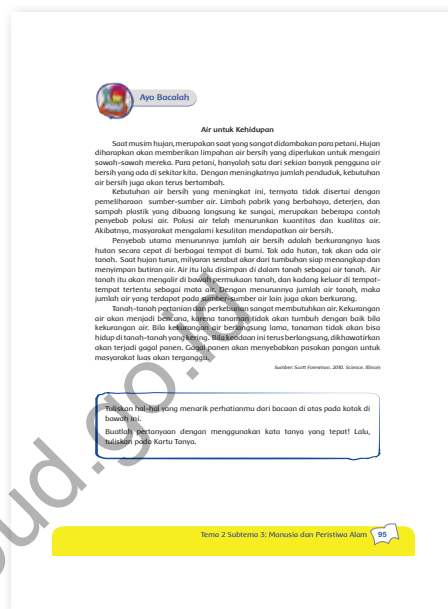 Ayo Bacalah
Air untuk Kehidupan
Saat musim hujan, merupakan saat yang sangat didambakan para petani. Hujan
diharapkan akan memberikan limpahan air bersih yang diperlukan untuk mengairi
sawah-sawah mereka. Para petani, hanyalah satu dari sekian banyak pengguna air
bersih yang ada di sekitar kita. Dengan meningkatnya jumlah penduduk, kebutuhan
air bersih juga akan terus bertambah.
Kebutuhan air bersih yang meningkat ini, ternyata tidak disertai dengan
pemeliharaan sumber-sumber air. Limbah pabrik yang berbahaya, deterjen, dan
sampah plastik yang dibuang langsung ke sungai, merupakan beberapa contoh
penyebab polusi air. Polusi air telah menurunkan kuantitas dan kualitas air.
Akibatnya, masyarakat mengalami kesulitan mendapatkan air bersih.
Penyebab utama menurunnya jumlah air bersih adalah berkurangnya luas
hutan secara cepat di berbagai tempat di bumi. Tak ada hutan, tak akan ada air
tanah. Saat hujan turun, milyaran serabut akar dari tumbuhan siap menangkap dan
menyimpan butiran air. Air itu lalu disimpan di dalam tanah sebagai air tanah. Air
tanah itu akan mengalir di bawah permukaan tanah, dan kadang keluar di tempat-
tempat tertentu sebagai mata air. Dengan menurunnya jumlah air tanah, maka
jumlah air yang terdapat pada sumber-sumber air lain juga akan berkurang.
Tanah-tanah pertanian dan perkebunan sangat membutuhkan air. Kekurangan
air akan menjadi bencana, karena tanaman tidak akan tumbuh dengan baik bila
kekurangan air. Bila kekurangan air berlangsung lama, tanaman tidak akan bisa
hidup di tanah-tanah yang kering. Bila keadaan ini terus berlangsung, dikhawatirkan
akan terjadi gagal panen. Gagal panen akan menyebabkan pasokan pangan untuk
masyarakat luas akan terganggu.
Sumber: Scott Foresman. 2010. Science, Illinois
Tuliskan hal-hal yang menarik perhatianmu dari bacaan di atas pada kotak di
bawah ini.
Buatlah pertanyaan dengan menggunakan kata tanya yang tepat! Lalu,
tuliskan pada Kartu Tanya.
Tema 2 Subtema 3: Manusia dan Peristiwa Alam 95
ud.go.id